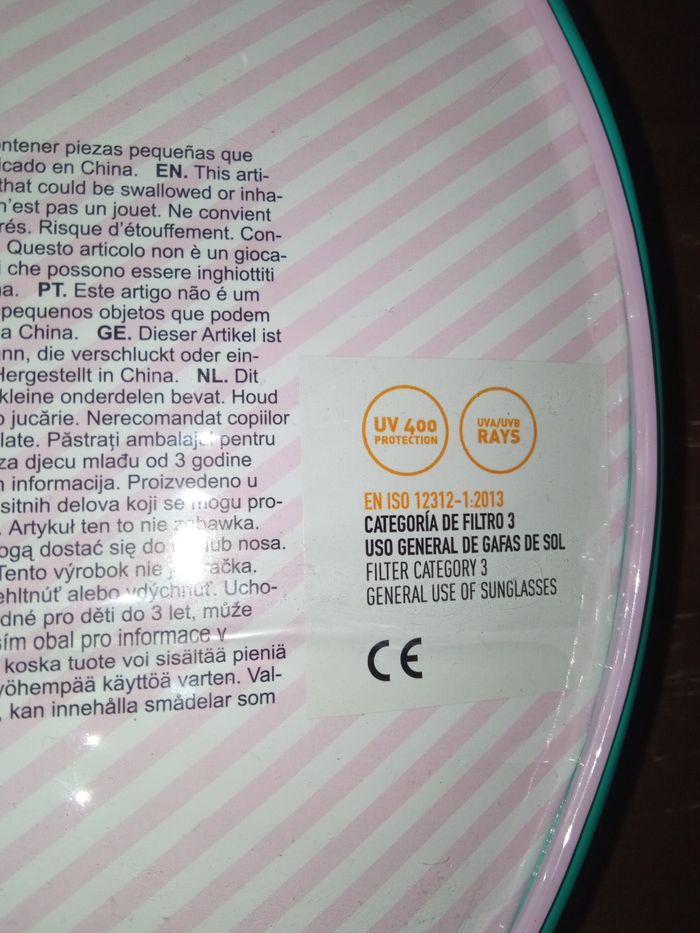 ontener piezas pequeñas que
icado en China. EN. This arti-
that could be swallowed or inha-
n'est pas un jouet. Ne convient
rés. Risque d'étouffement. Con-
Questo articolo non è un gioca-
i che possono essere inghiottiti
na. PT. Este artigo não é um
pequenos objetos que podem
a China. GE. Dieser Artikel ist
ann, die verschluckt oder ein-
Hergestellt in China. NL. Dit
kleine onderdelen bevat. Houd
o jucărie. Nerecomandat copiilor
late. Păstrați ambalajul pentru
za djecu mlađu od 3 godine
n informacija. Proizvedeno u
sitnih delova koji se mogu pro-
. Artykuł ten to nie zabawka.
ogą dostać się do lub nosa.
Tento výrobok nie je hračka.
ehltnúť alebo vdýchnuť. Ucho-
dné pro děti do 3 let, může
sím obal pro informace v
koska tuote voi sisältää pieniä
yöhempää käyttöä varten. Val-
, kan innehålla smådelar som
UV 400
PROTECTION
UVA/UVB
RAYS
EN ISO 12312-1:2013
CATEGORÍA DE FILTRO 3
USO GENERAL DE GAFAS DE SOL
FILTER CATEGORY 3
GENERAL USE OF SUNGLASSES
CE